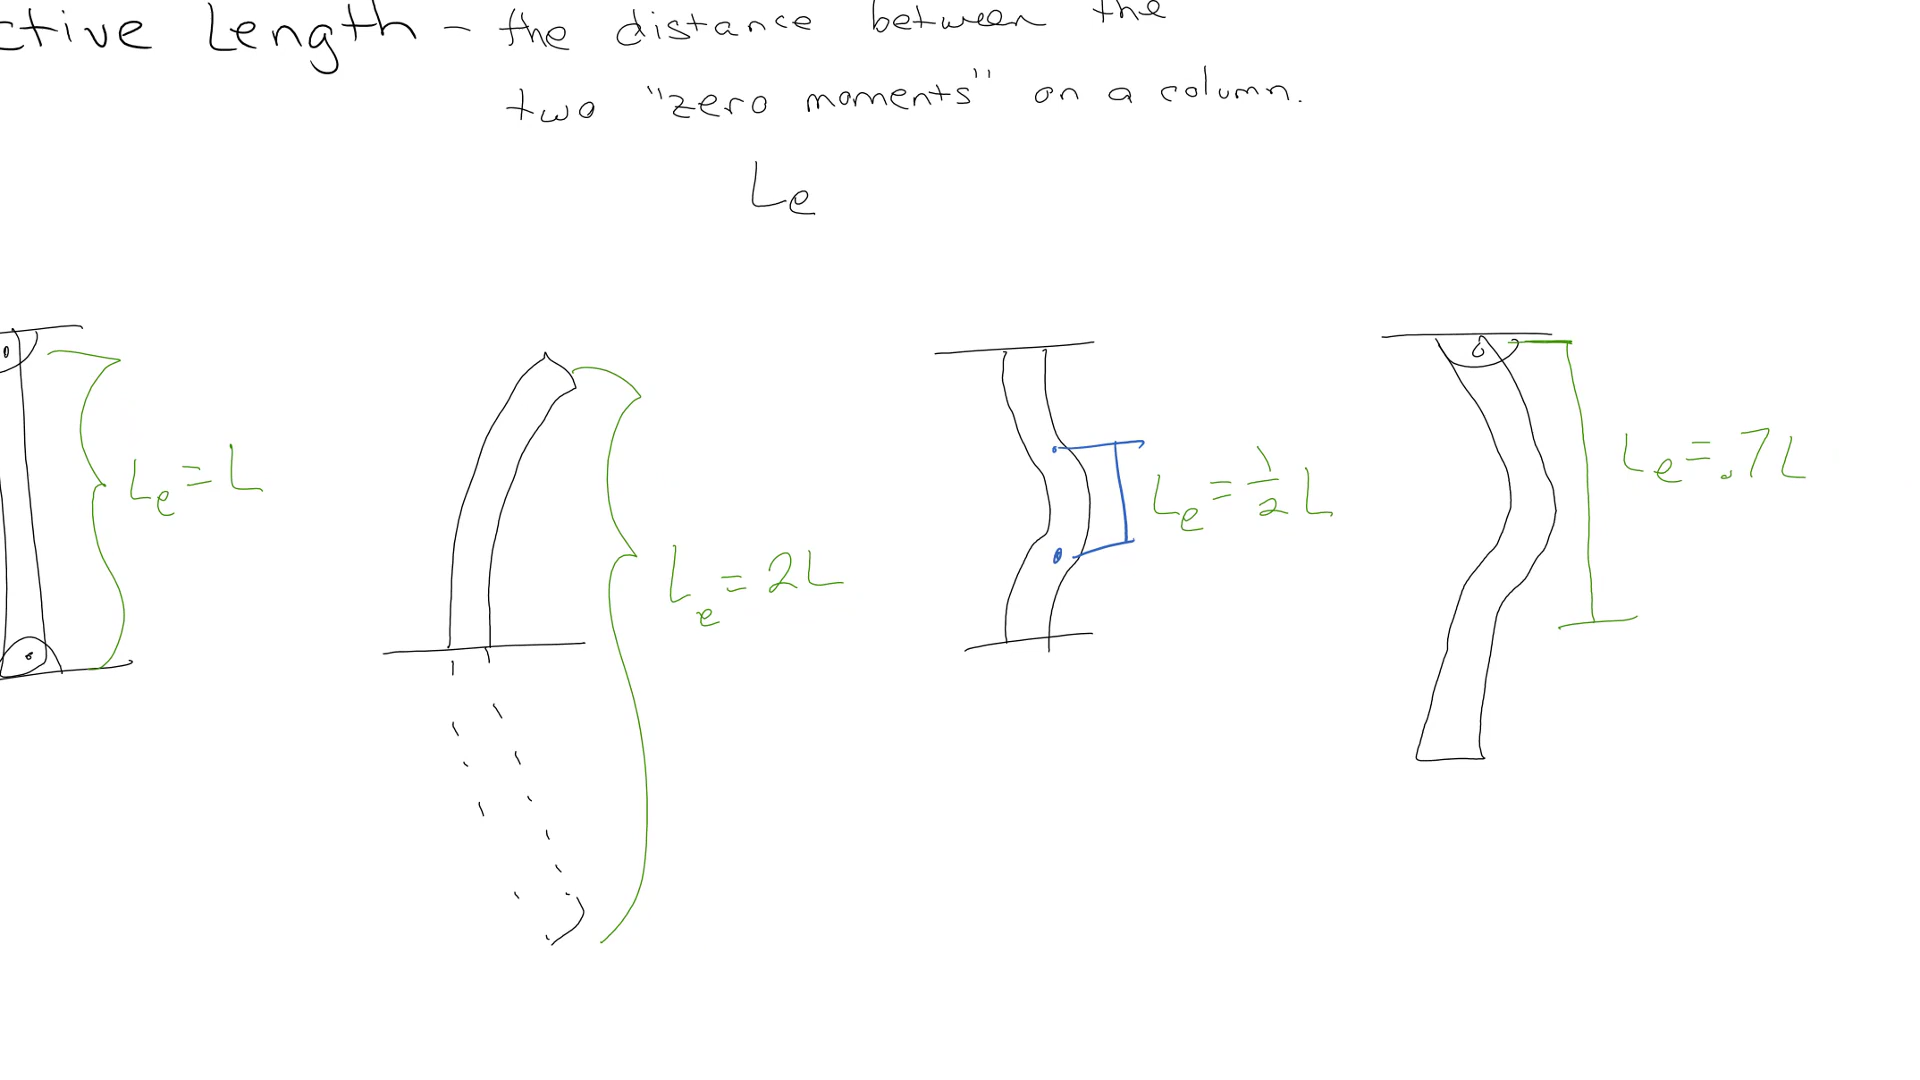 ctive Length - the distance between the
two "zero moments" on a column.
Le
Le = L
Le = 2L
Le = 1/2 L
Le = .7L